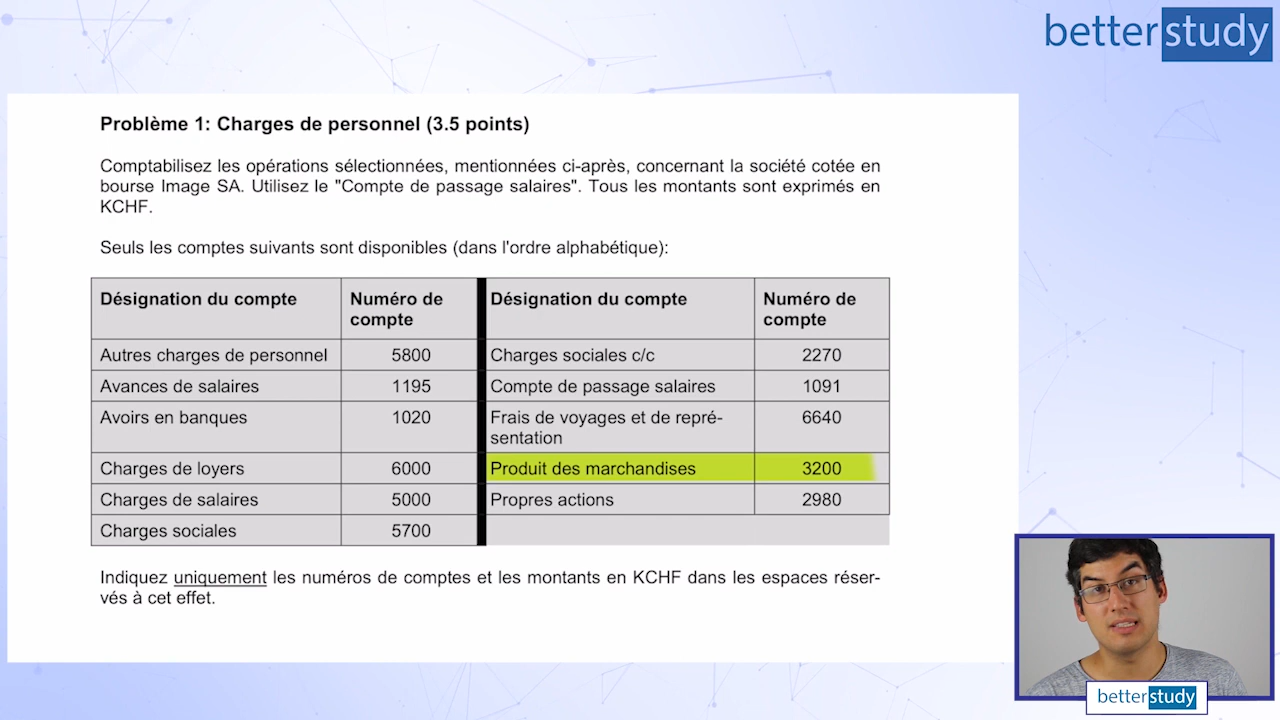 betterstudy
Problème 1: Charges de personnel (3.5 points)
Comptabilisez les opérations sélectionnées, mentionnées ci-après, concernant la société cotée en
bourse Image SA. Utilisez le "Compte de passage salaires". Tous les montants sont exprimés en
KCHF.
Seuls les comptes suivants sont disponibles (dans l'ordre alphabétique):
Désignation du compte Numéro de compte Désignation du compte Numéro de compte
Autres charges de personnel 5800 Charges sociales c/c 2270
Avances de salaires 1195 Compte de passage salaires 1091
Avoirs en banques 1020 Frais de voyages et de repré-
sentation 6640
Charges de loyers 6000 Produit des marchandises 3200
Charges de salaires 5000 Propres actions 2980
Charges sociales 5700
Indiquez uniquement les numéros de comptes et les montants en KCHF dans les espaces réser-
vés à cet effet.
betterstudy